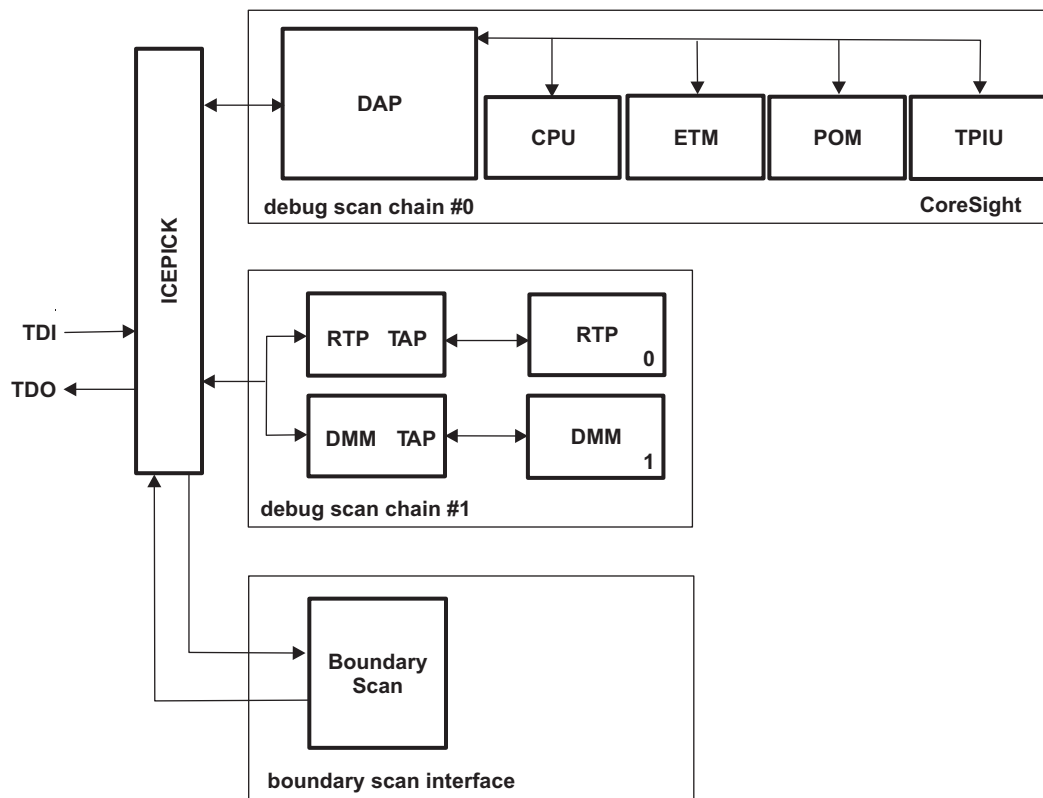 DAP
CPU
ETM
POM
TPIU
debug scan chain #0
CoreSight
ICEPICK
TDI
TDO
RTP TAP
RTP
0
DMM TAP
DMM
1
debug scan chain #1
Boundary
Scan
boundary scan interface